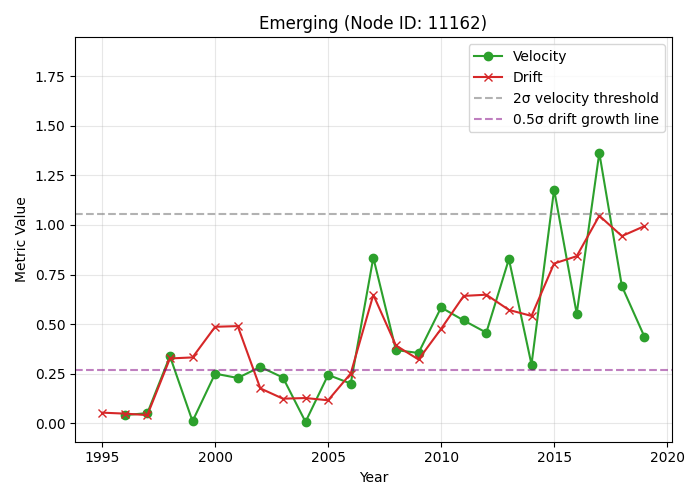 Emerging (Node ID: 11162)
Velocity
Drift
2σ velocity threshold
0.5σ drift growth line
Metric Value
1.75
1.50
1.25
1.00
0.75
0.50
0.25
0.00
1995
2000
2005
2010
2015
2020
Year